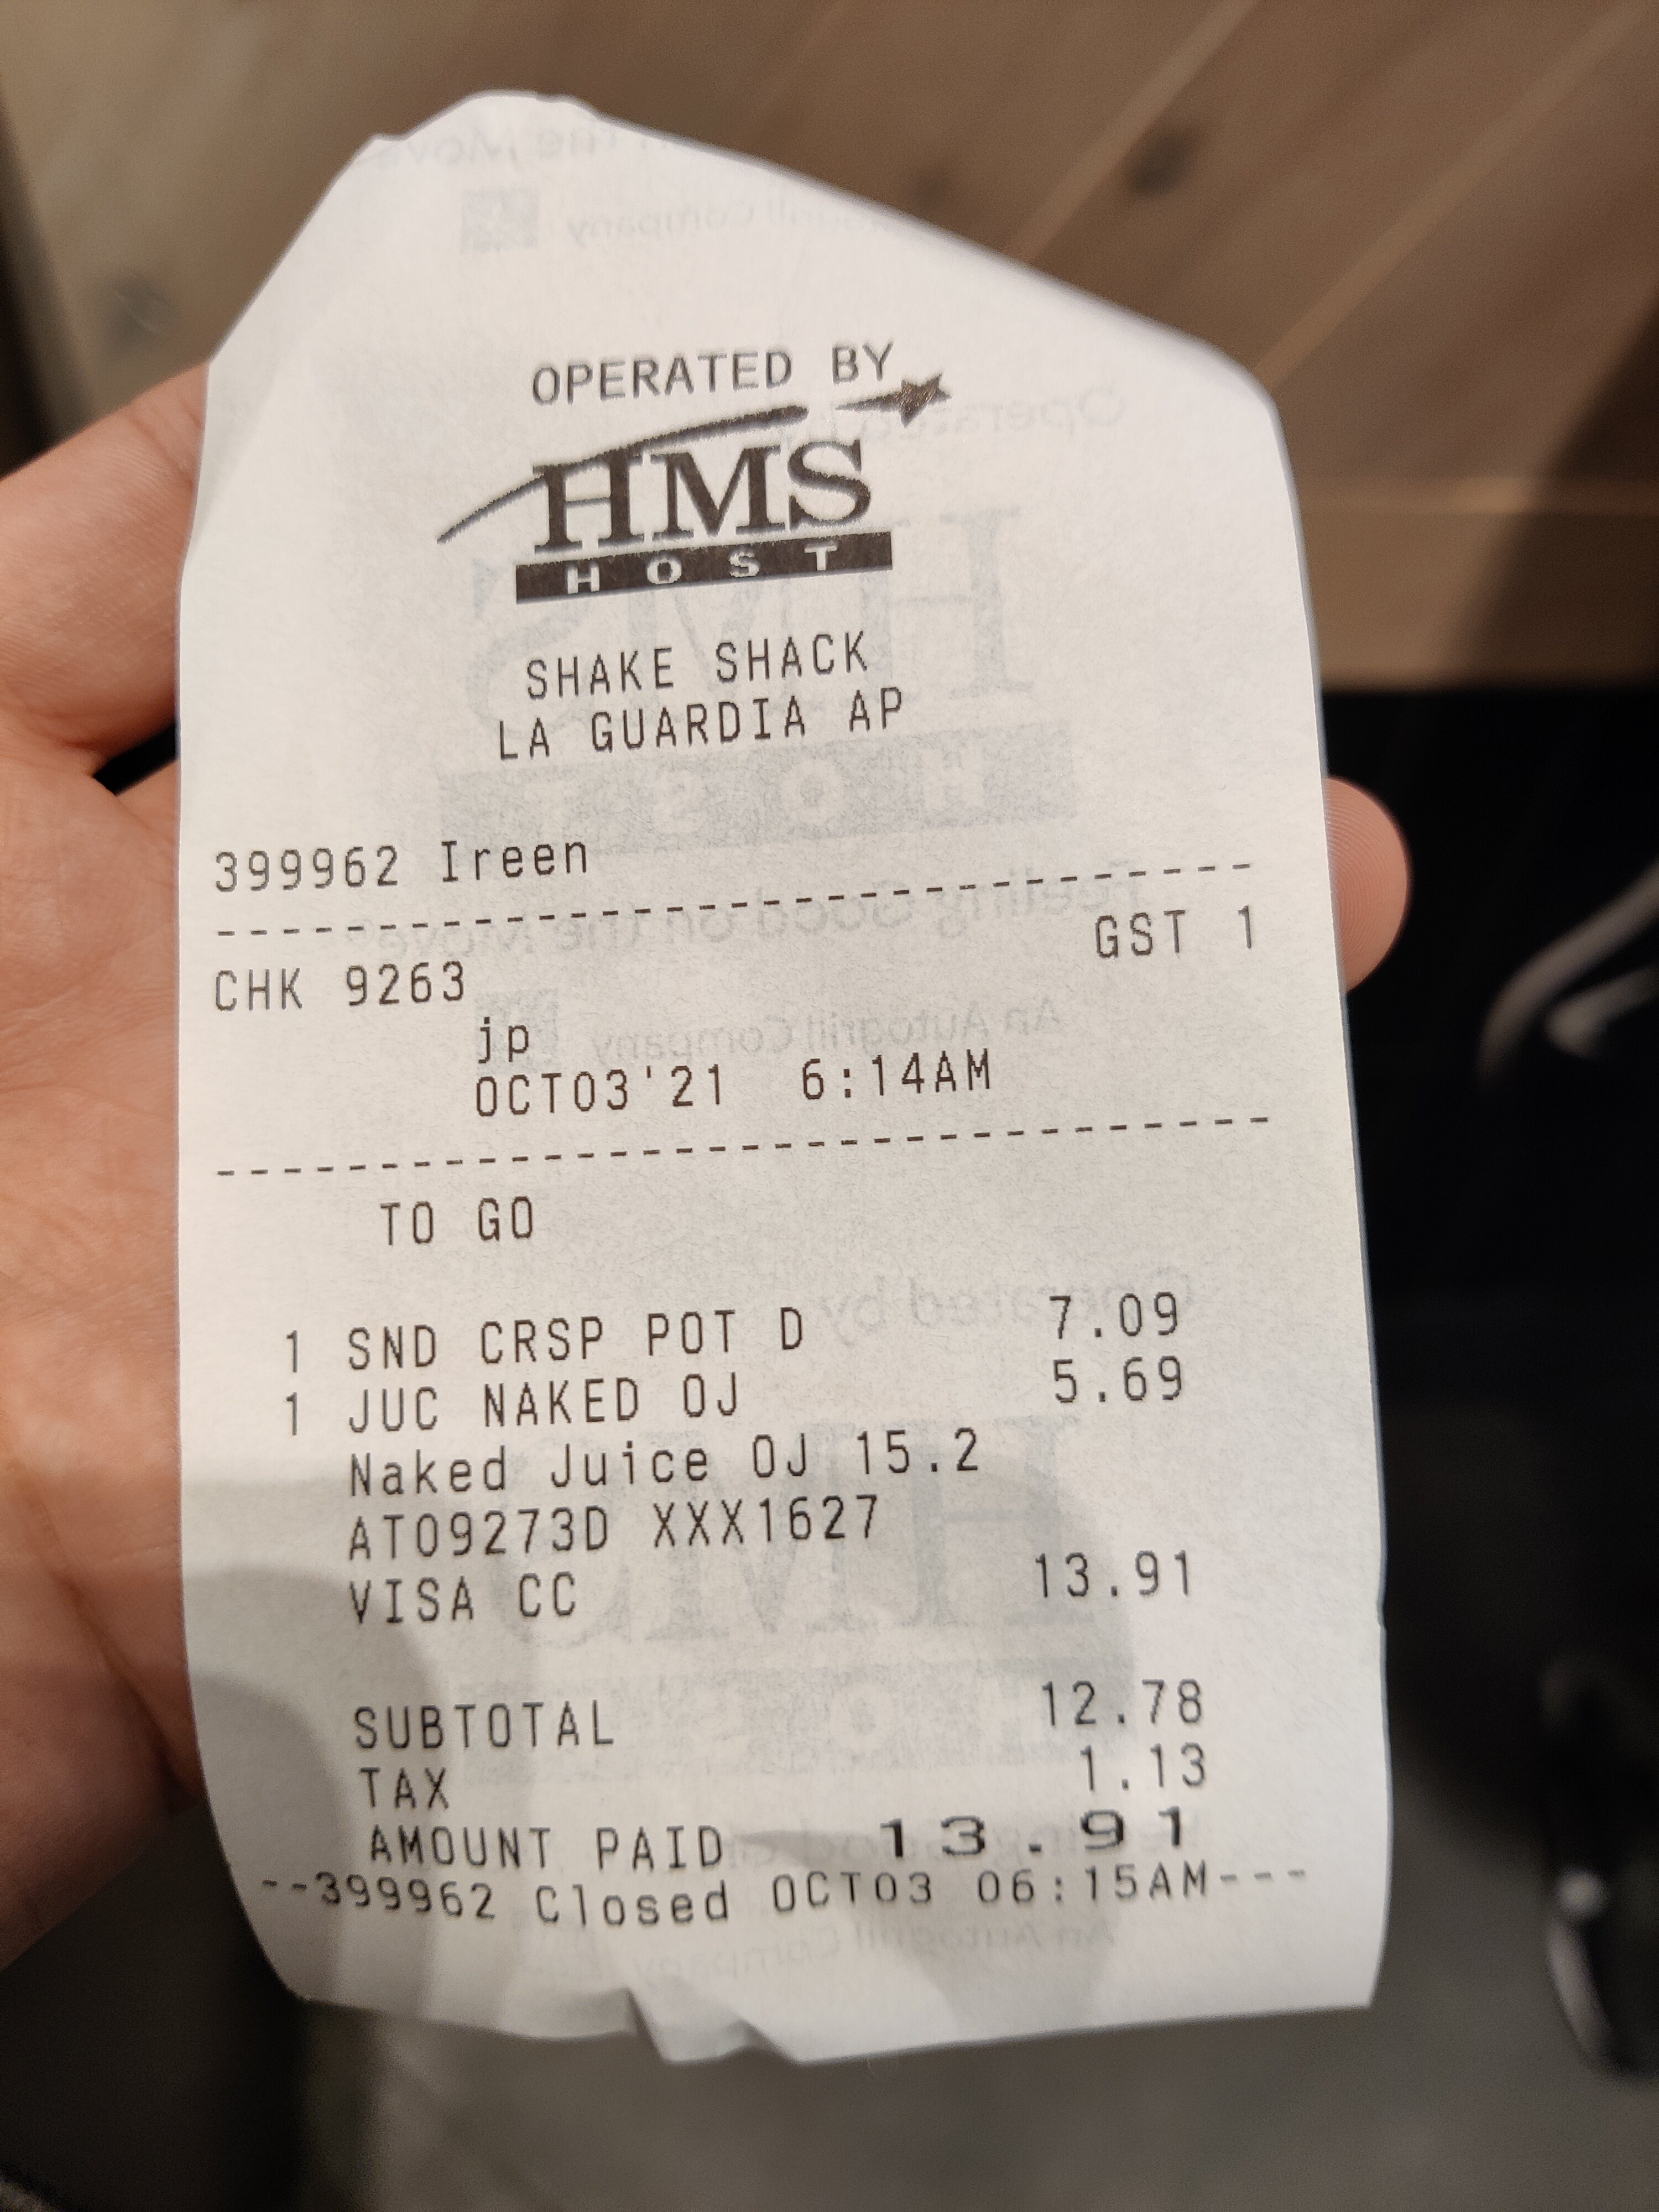 OPERATED BY
HMS
HOST
SHAKE SHACK
LA GUARDIA AP
399962 Ireen
--------------------------------
GST 1
CHK 9263
jp
OCT03'21 6:14AM
--------------------------------
TO GO
1 SND CRSP POT D 7.09
1 JUC NAKED OJ 5.69
Naked Juice OJ 15.2
AT09273D XXX1627
VISA CC 13.91
SUBTOTAL 12.78
TAX 1.13
AMOUNT PAID 13.91
--399962 Closed OCT03 06:15AM---